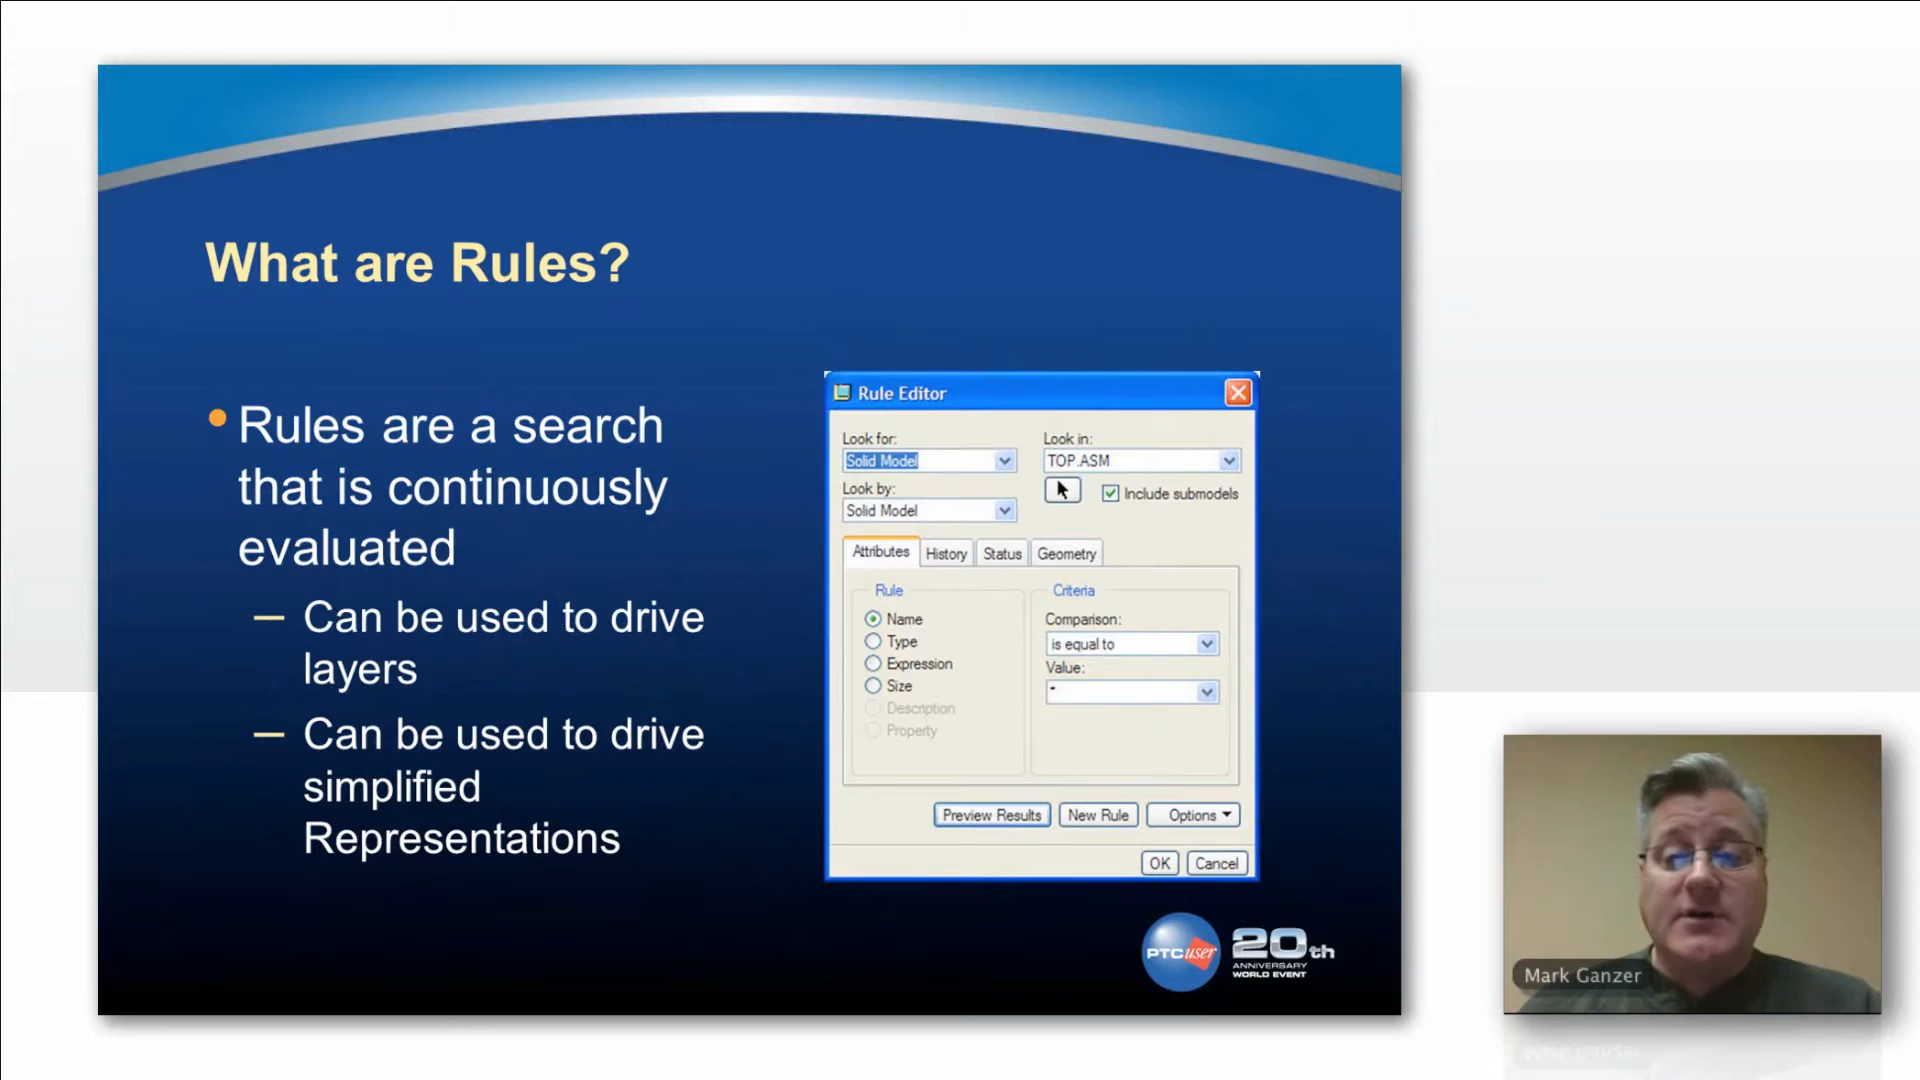 What are Rules?
Rules are a search
that is continuously
evaluated
Can be used to drive
layers
Can be used to drive
simplified
Representations
Rule Editor
Look for:
Look in:
Solid Model
TOP.ASM
Include submodels
Look by:
Solid Model
Attributes
History
Status
Geometry
Rule
Criteria
Name
Comparison:
Type
is equal to
Expression
Value:
Size
*
Description
Property
Preview Results
New Rule
Options
OK
Cancel
PTCuser
20th
ANNIVERSARY
WORLD EVENT
Mark Ganzer